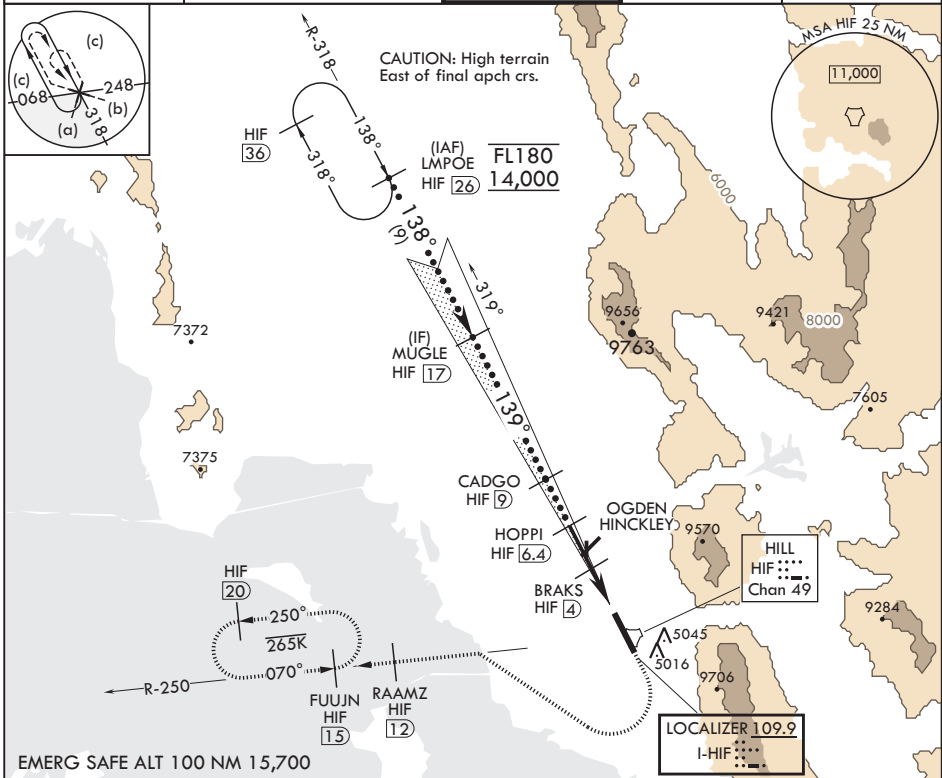 (c)
(c)
068
248
(b)
(a)
318
R-318
CAUTION: High terrain
East of final apch crs.
MSA HIF 25 NM
11,000
HIF
36
138°
318°
(IAF)
LMPOE
HIF 26
FL180
14,000
138°
(9)
6000
319°
7372
(IF)
MUGLE
HIF 17
9656
9763
9421
8000
7605
139°
7375
CADGO
HIF 9
HOPPI
HIF 6.4
OGDEN
HINCKLEY
9570
HILL
HIF
Chan 49
BRAKS
HIF 4
HIF
20
250°
265K
070°
R-250
FUUJN
HIF
15
RAAMZ
HIF
12
5045
5016
9284
9706
LOCALIZER 109.9
I-HIF
EMERG SAFE ALT 100 NM 15,700